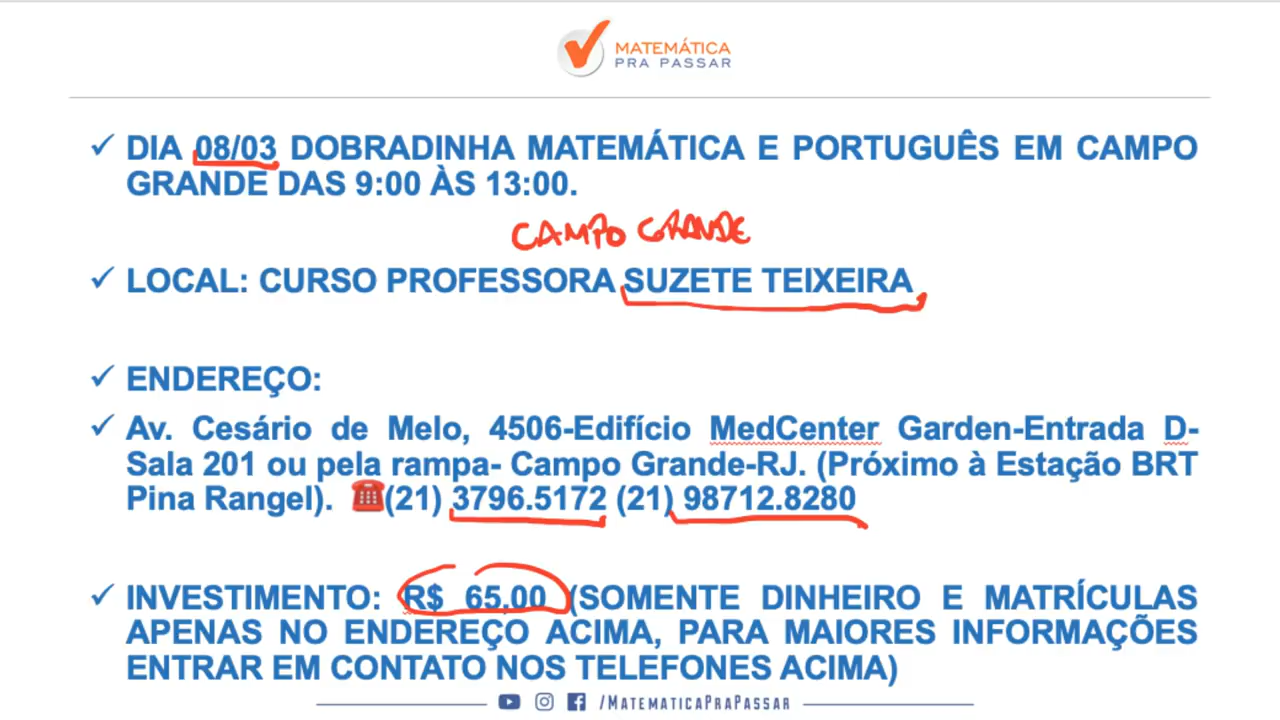 MATEMÁTICA
PRA PASSAR
DIA 08/03 DOBRADINHA MATEMÁTICA E PORTUGUÊS EM CAMPO
GRANDE DAS 9:00 ÀS 13:00.
CAMPO GRANDE
LOCAL: CURSO PROFESSORA SUZETE TEIXEIRA
ENDEREÇO:
Av. Cesário de Melo, 4506-Edifício MedCenter Garden-Entrada D-
Sala 201 ou pela rampa- Campo Grande-RJ. (Próximo à Estação BRT
Pina Rangel). ☎(21) 3796.5172 (21) 98712.8280
INVESTIMENTO: R$ 65,00 (SOMENTE DINHEIRO E MATRÍCULAS
APENAS NO ENDEREÇO ACIMA, PARA MAIORES INFORMAÇÕES
ENTRAR EM CONTATO NOS TELEFONES ACIMA)
/MATEMATICAPRAPASSAR